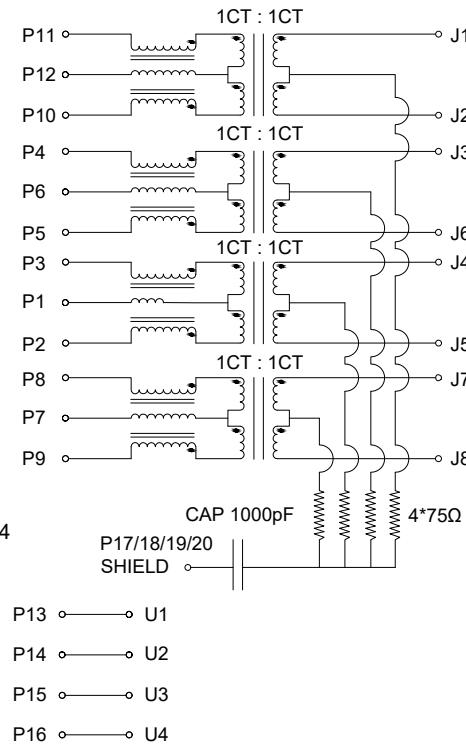 1CT : 1CT
P11 J1
P12
P10 J2
1CT : 1CT
P4 J3
P6
P5 J6
1CT : 1CT
P3 J4
P1
P2 J5
1CT : 1CT
P8 J7
P7
P9 J8
CAP 1000pF 4*75Ω
4
P17/18/19/20
SHIELD
P13 U1
P14 U2
P15 U3
P16 U4